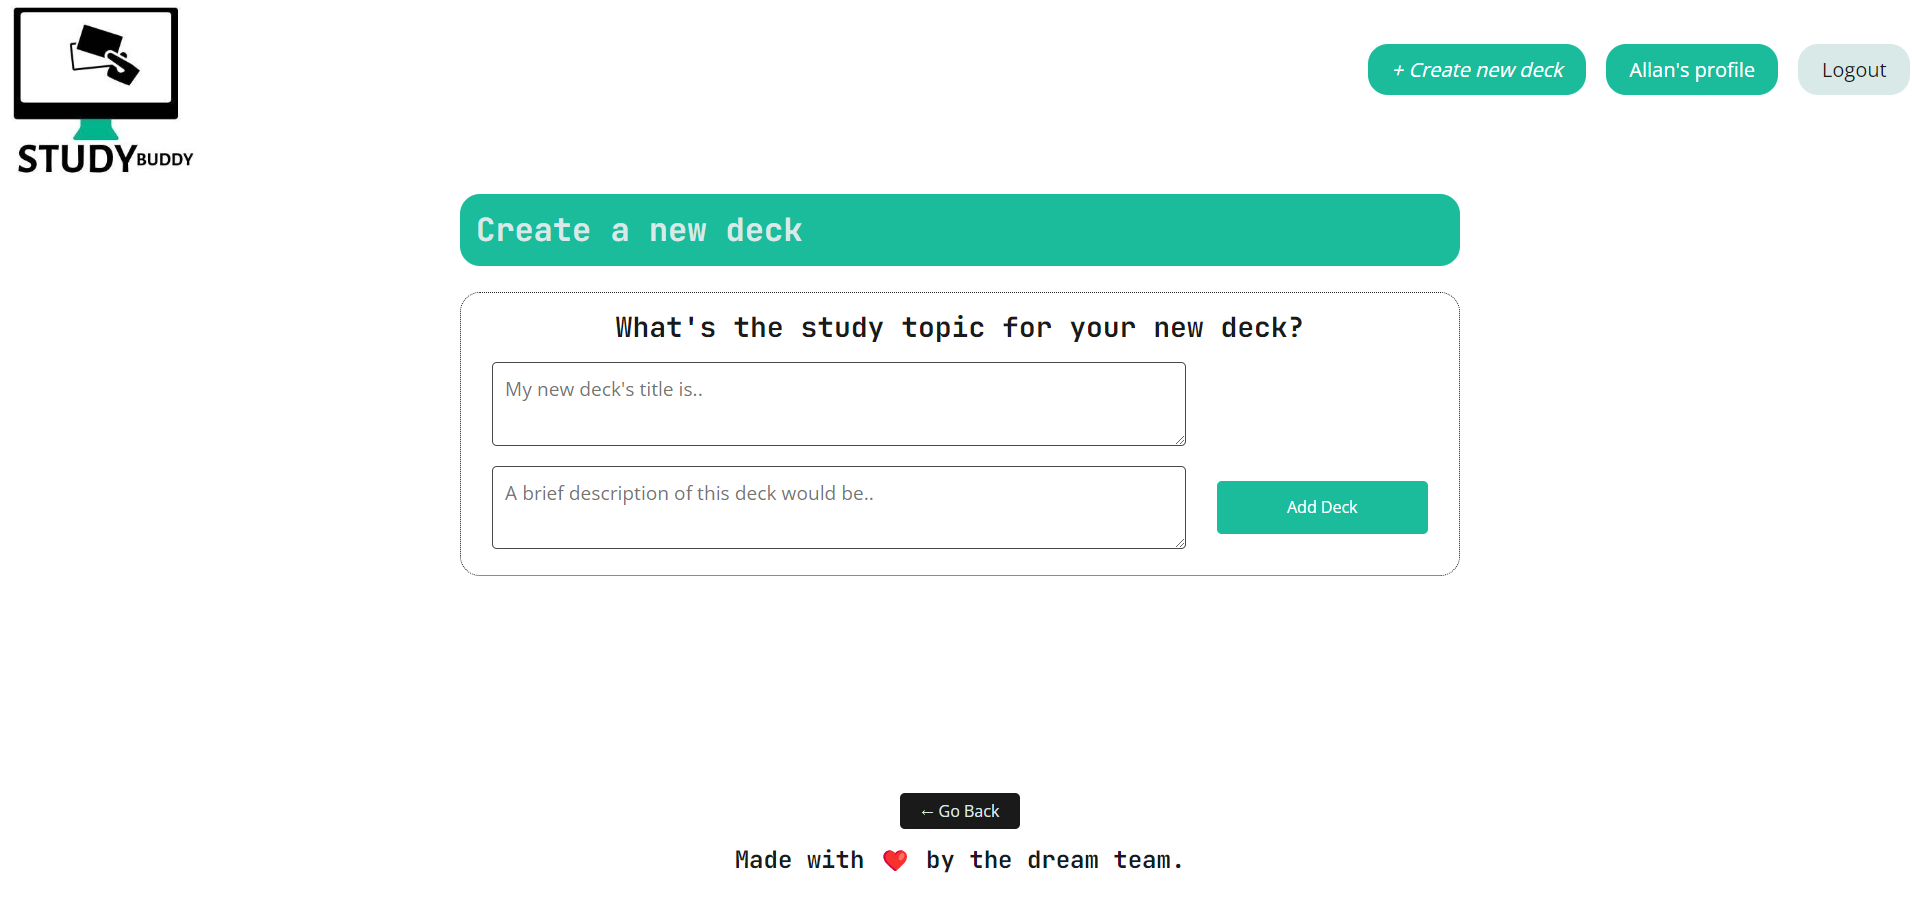 STUDYBUDDY
+ Create new deck
Allan's profile
Logout
Create a new deck
What's the study topic for your new deck?
My new deck's title is..
A brief description of this deck would be..
Add Deck
← Go Back
Made with ❤️ by the dream team.